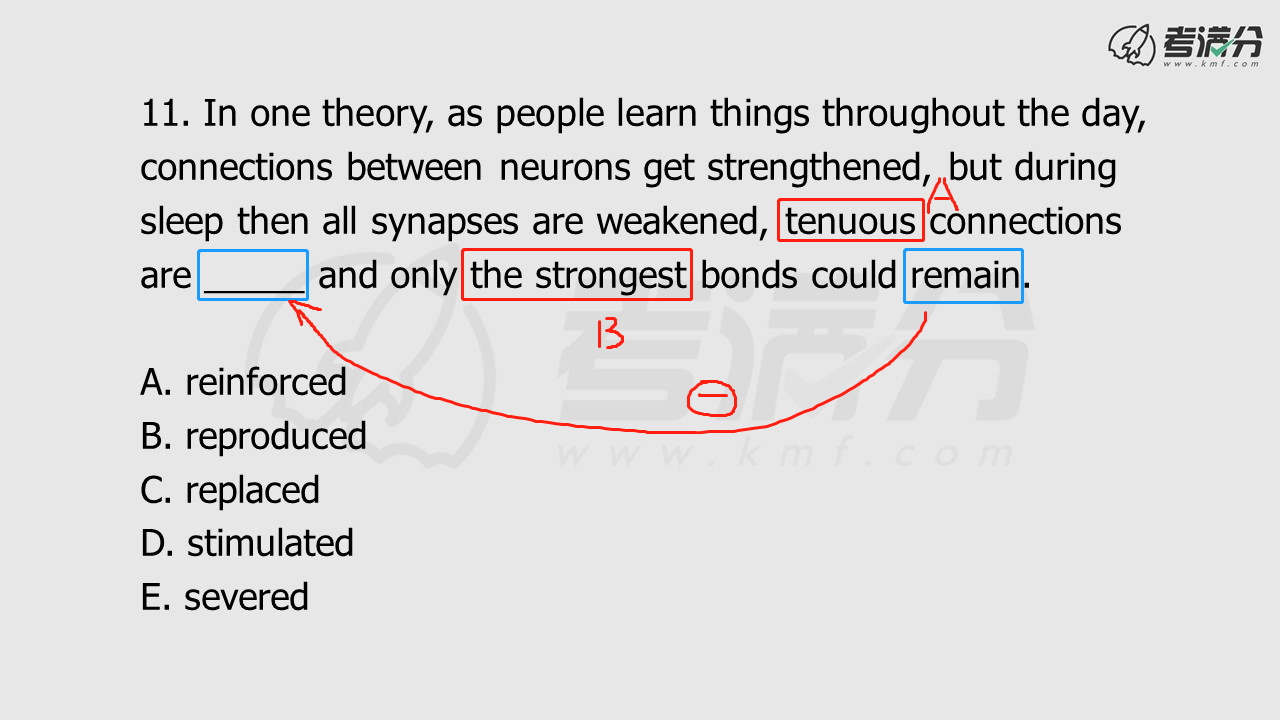 考满分
www.kmf.com
11. In one theory, as people learn things throughout the day,
connections between neurons get strengthened, but during
A
sleep then all synapses are weakened, tenuous connections
are ______ and only the strongest bonds could remain.
B
A. reinforced
B. reproduced
C. replaced
D. stimulated
E. severed
考满分
www.kmf.com